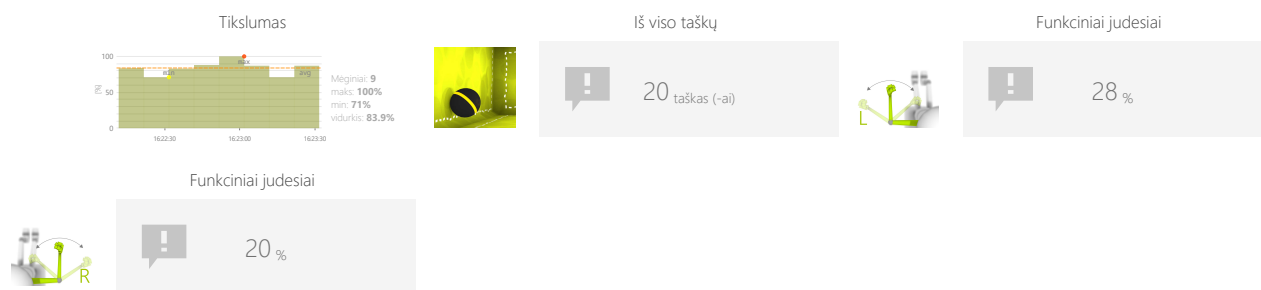 Tikslumas
100
50
0
[%]
min
max
avg
16:22:30
16:23:00
16:23:30
Mėginiai: 9
maks: 100%
min: 71%
vidurkis: 83.9%
Iš viso taškų
20 taškas (-ai)
Funkciniai judesiai
L
28 %
Funkciniai judesiai
R
20 %